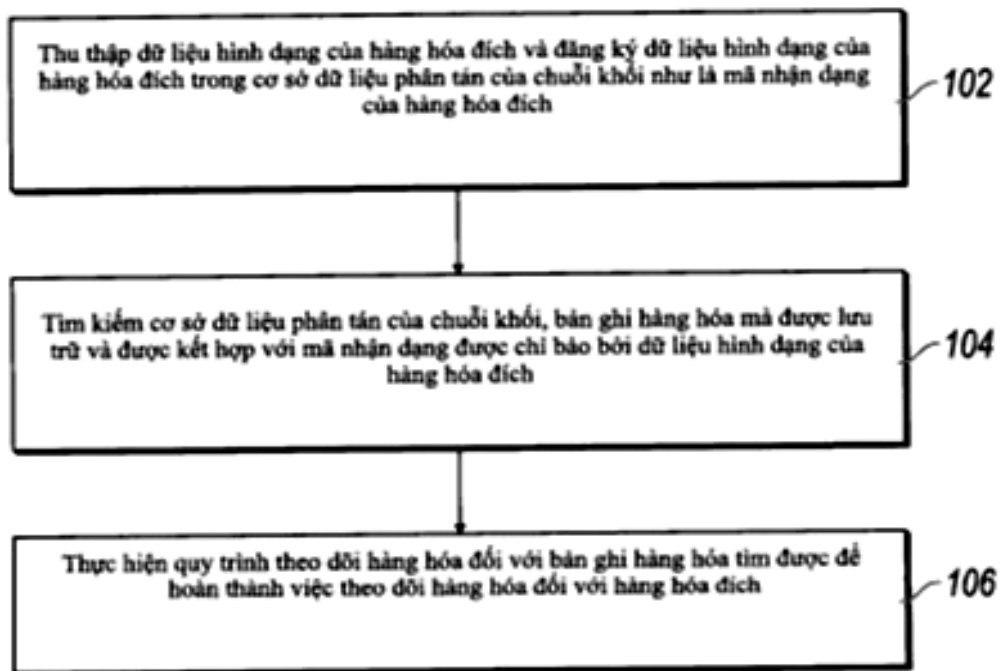 Thu thập dữ liệu hình dạng của hàng hóa đích và đăng ký dữ liệu hình dạng của
hàng hóa đích trong cơ sở dữ liệu phân tán của chuỗi khối như là mã nhận dạng
của hàng hóa đích
102
Tìm kiếm cơ sở dữ liệu phân tán của chuỗi khối, bản ghi hàng hóa mà được lưu
trữ và được kết hợp với mã nhận dạng được chỉ báo bởi dữ liệu hình dạng của
hàng hóa đích
104
Thực hiện quy trình theo dõi hàng hóa đối với bản ghi hàng hóa tìm được để
hoàn thành việc theo dõi hàng hóa đối với hàng hóa đích
106